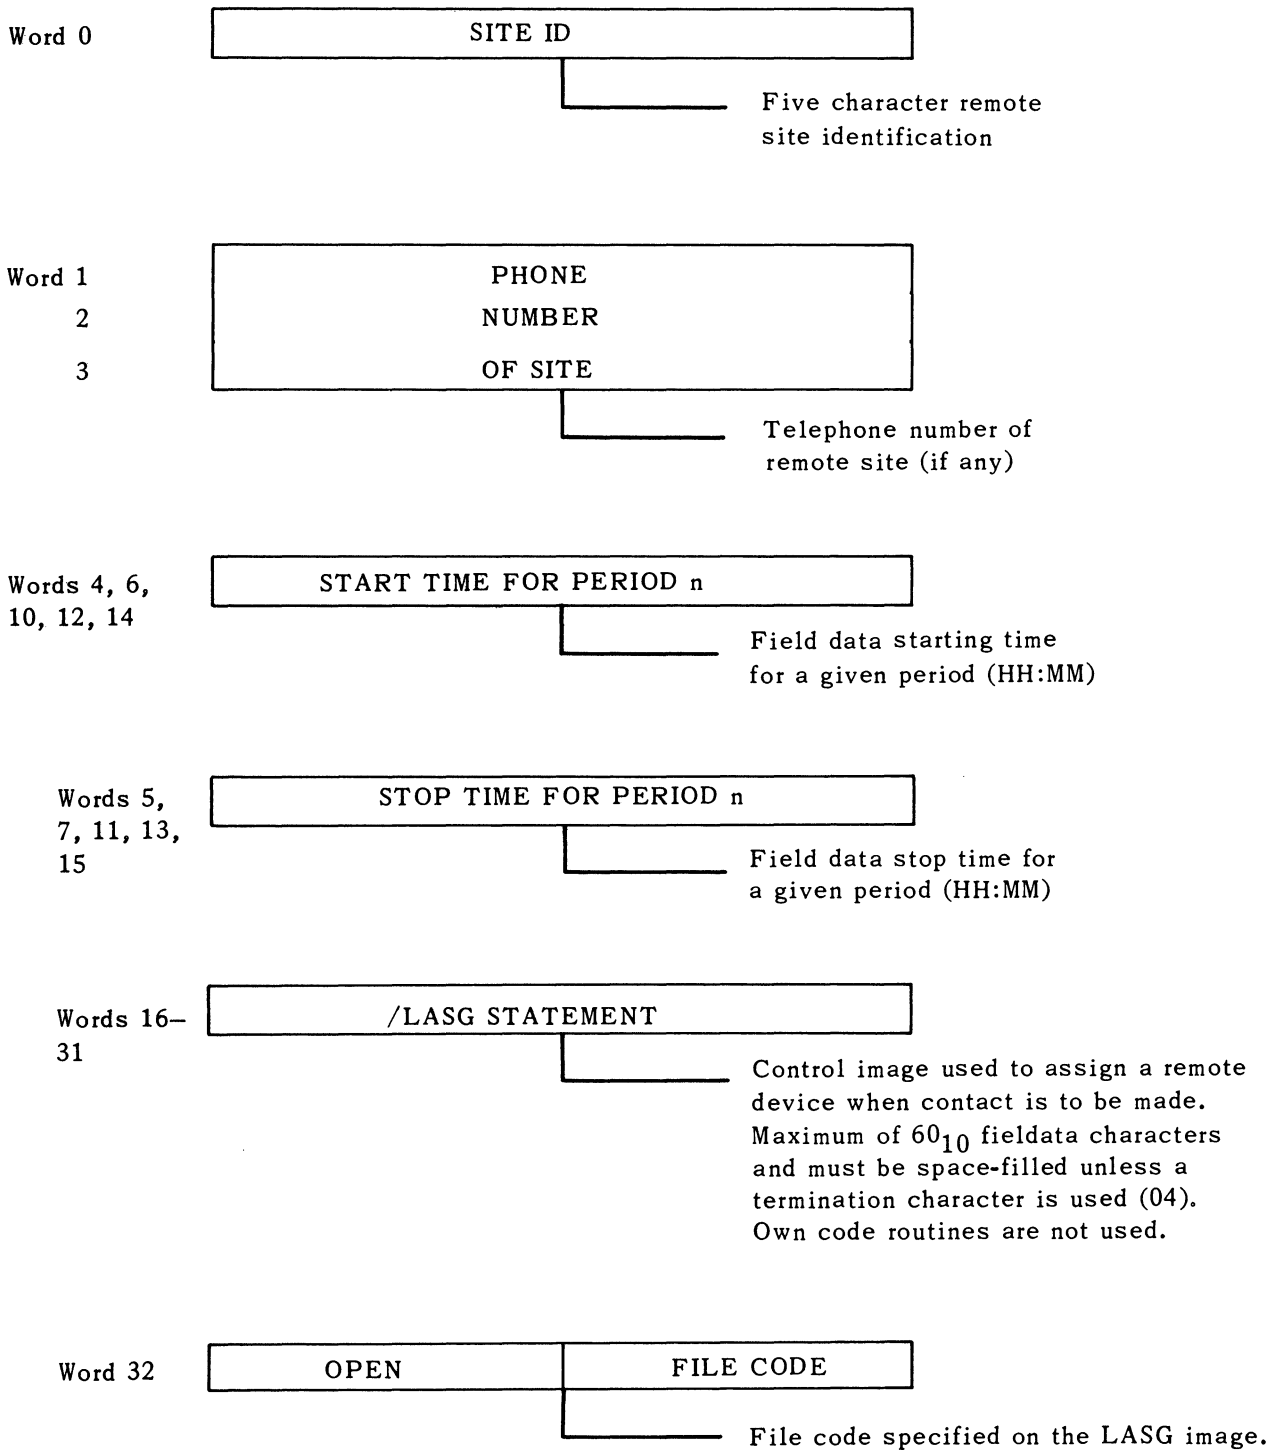 Word 0
SITE ID
Five character remote
site identification
Word 1
PHONE
2
NUMBER
3
OF SITE
Telephone number of
remote site (if any)
Words 4, 6,
10, 12, 14
START TIME FOR PERIOD n
Field data starting time
for a given period (HH:MM)
Words 5,
7, 11, 13,
15
STOP TIME FOR PERIOD n
Field data stop time for
a given period (HH:MM)
Words 16–
31
/LASG STATEMENT
Control image used to assign a remote
device when contact is to be made.
Maximum of 60₁₀ fieldata characters
and must be space-filled unless a
termination character is used (04).
Own code routines are not used.
Word 32
OPEN
FILE CODE
File code specified on the LASG image.